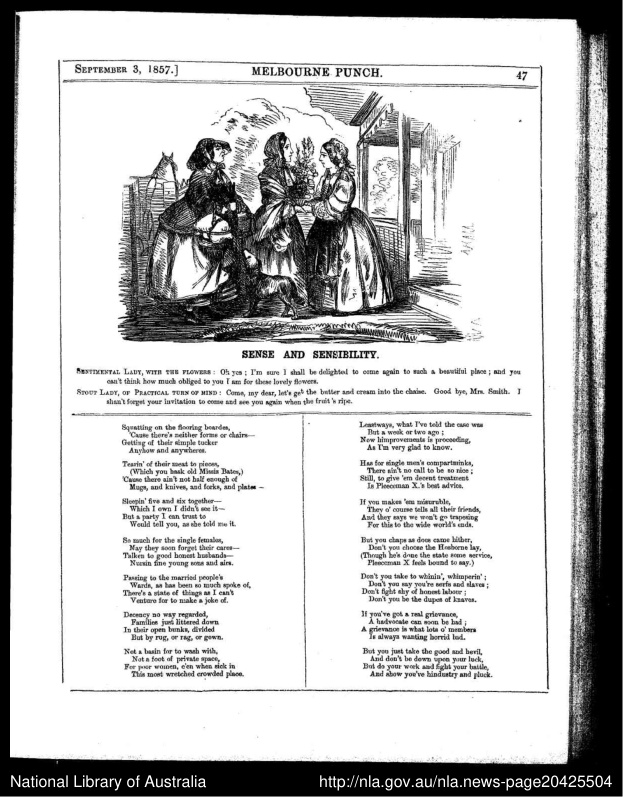 SEPTEMBER 3, 1857.]
MELBOURNE PUNCH.
47
SENSE AND SENSIBILITY.
SENTIMENTAL LADY, WITH THE FLOWERS: Oh yes; I'm sure I shall be delighted to come again to such a beautiful place; and you
can't think how much obliged to you I am for these lovely flowers.
STOUT LADY, OF PRACTICAL TURN OF MIND: Come, my dear, let's get the butter and cream into the chaise. Good bye, Mrs. Smith. I
shan't forget your invitation to come and see you again when the fruit's ripe.
Squatting on the flooring boardes,
'Cause there's neither forms or chairs—
Getting of their simple tucker
Anyhow and anywheres.
Tearin' of their meat to pieces,
(Which you hask old Missis Bates,)
'Cause there ain't not half enough of
Mugs, and knives, and forks, and plates —
Sleepin' five and six together—
Which I own I didn't see it—
But a party I can trust to
Would tell you, as she told me it.
So much for the single females,
May they soon forget their cares—
Talken to good honest husbands—
Nursin fine young sons and airs.
Passing to the married people's
Wards, as has been so much spoke of,
There's a state of things as I can't
Venture for to make a joke of.
Decency no way regarded,
Families just littered down
In their open bunks, divided
But by rug, or rag, or gown.
Not a basin for to wash with,
Not a foot of private space,
For poor women, e'en when sick in
This most wretched crowded place.
Leastways, what I've told the case was
But a week or two ago;
Now himprovements is proceeding,
As I'm very glad to know.
Has for single men's compartminks,
There ain't no call to be so nice;
Still, to give 'em decent treatment
Is Pleeceman X.'s best advice.
If you makes 'em misurable,
They o' course tells all their friends,
And they says we won't go trapesing
For this to the wide world's ends.
But you chaps as does come hither,
Don't you choose the Hosborne lay,
(Though he's done the state some service,
Pleeceman X feels bound to say.)
Don't you take to whinin', whimperin';
Don't you say you're serfs and slaves;
Don't fight shy of honest labour;
Don't you be the dupes of knaves.
If you've got a real grievance,
A hadvocate can soon be had;
A grievance is what lots o' members
Is always wanting horrid bad.
But you just take the good and hevil,
And don't be down upon your luck,
But do your work and fight your battle,
And show you've hindustry and pluck.
National Library of Australia
http://nla.gov.au/nla.news-page20425504